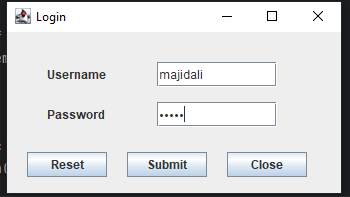 Login
Username majidali
Password •••••
Reset Submit Close